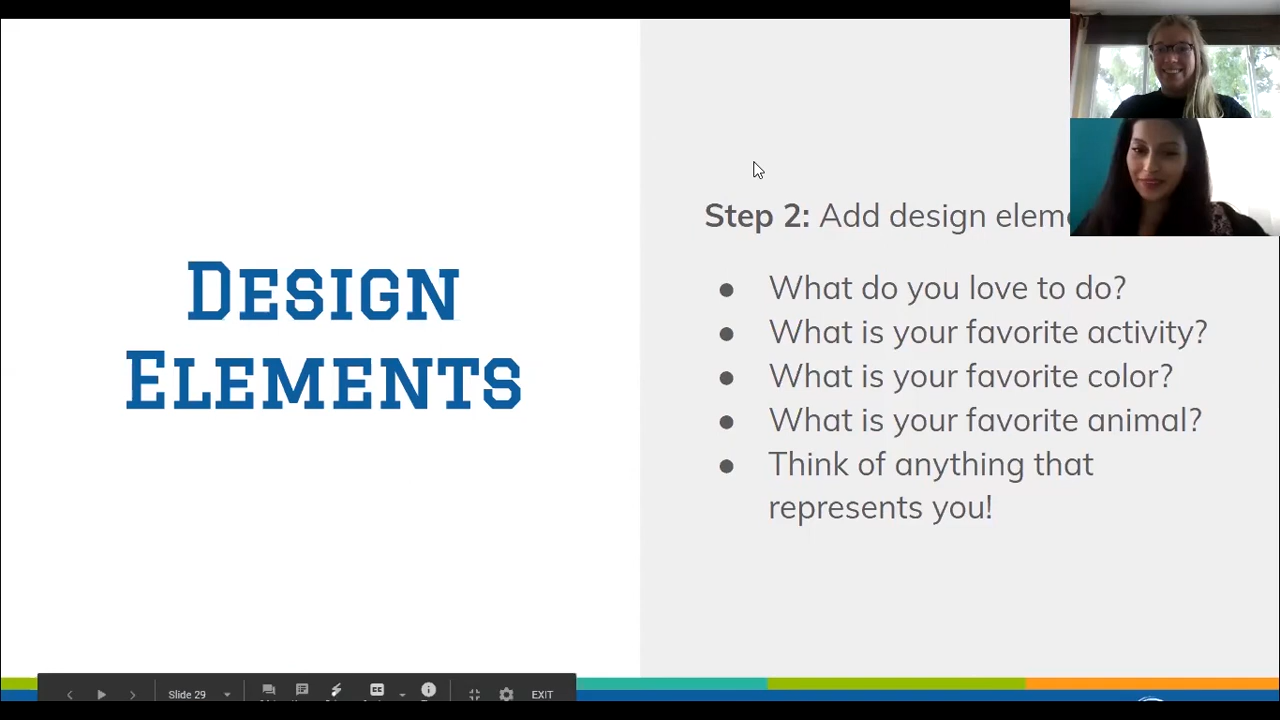 DESIGN
ELEMENTS
Step 2: Add design
What do you love to do?
What is your favorite activity?
What is your favorite color?
What is your favorite animal?
Think of anything that
represents you!
Slide 29
CC
EXIT